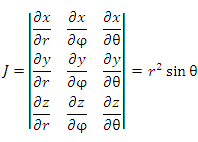 J = | ∂x/∂r ∂x/∂φ ∂x/∂θ |
| ∂y/∂r ∂y/∂φ ∂y/∂θ | = r² sin θ
| ∂z/∂r ∂z/∂φ ∂z/∂θ |